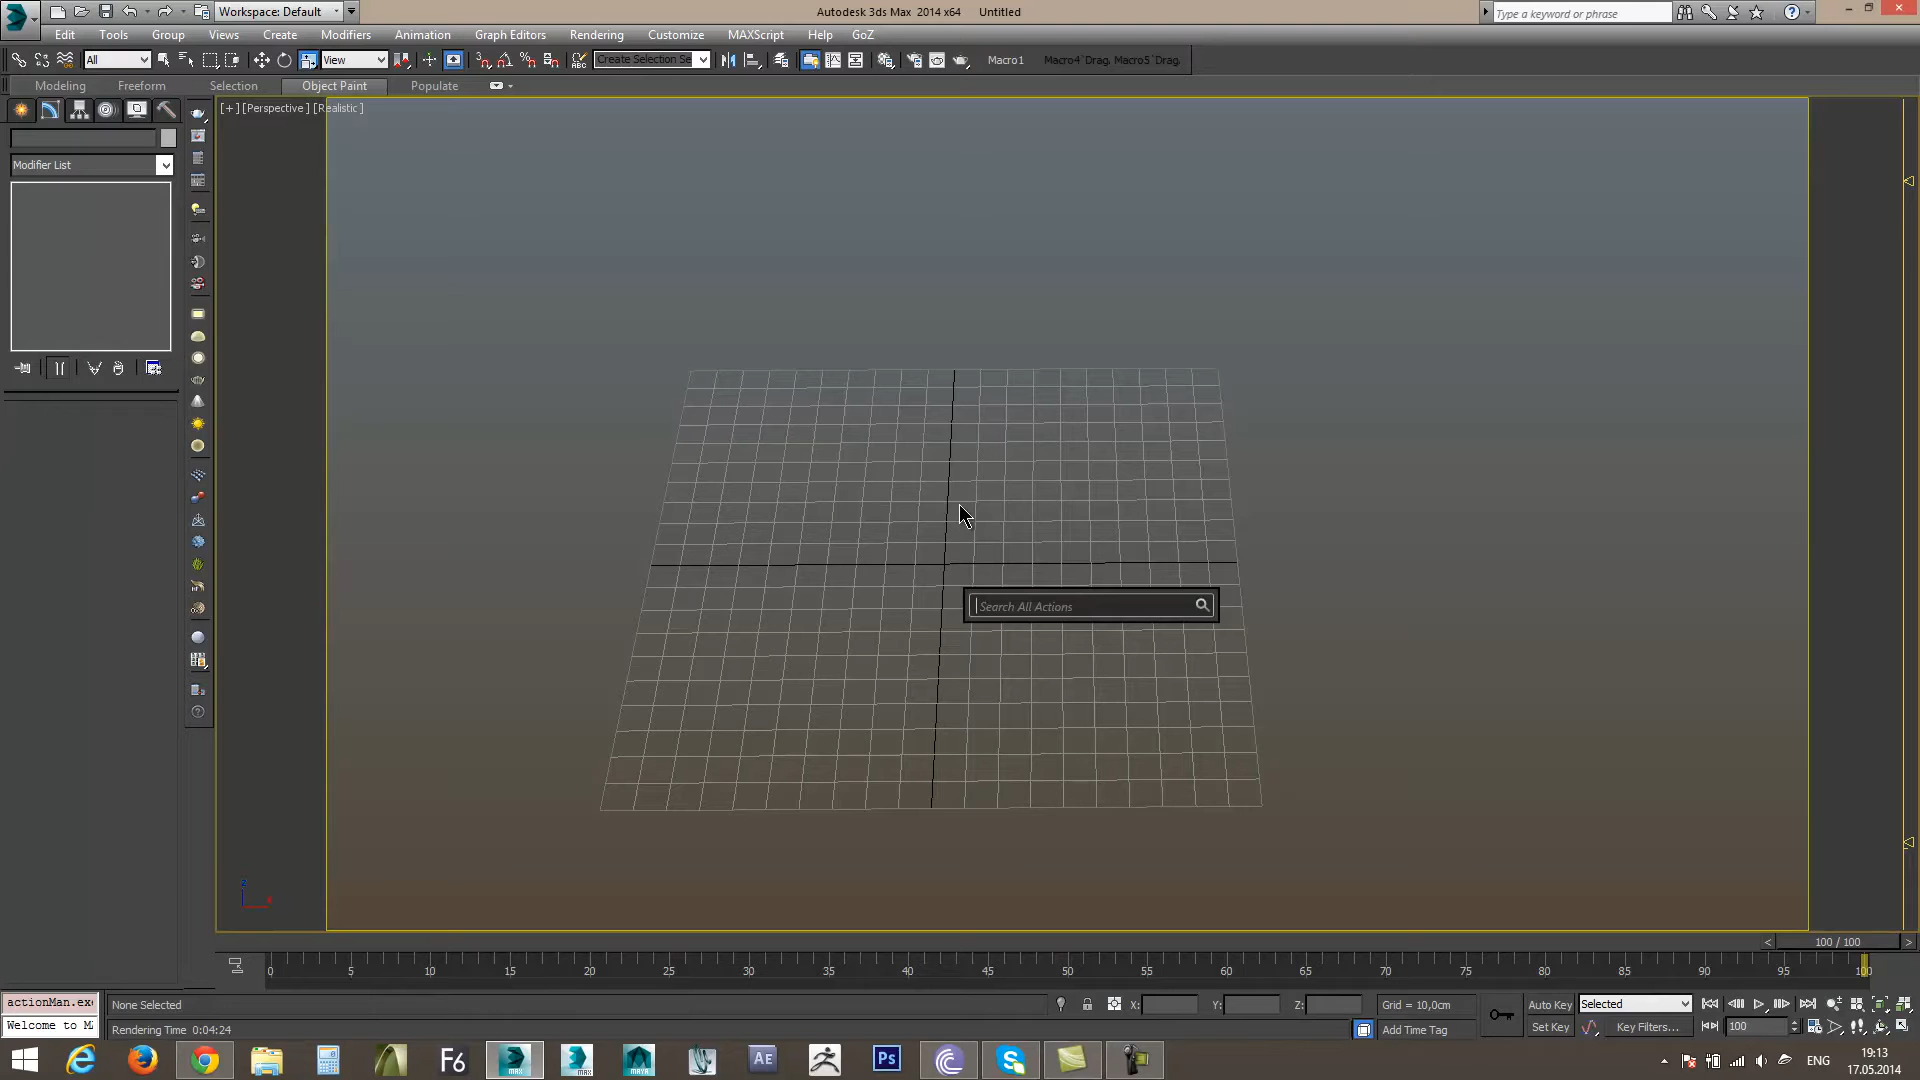 Workspace: Default
Autodesk 3ds Max 2014 x64 Untitled
Type a keyword or phrase
Edit Tools Group Views Create Modifiers Animation Graph Editors Rendering Customize MAXScript Help GoZ
All View Create Selection Se Macro1 Macro4`Drag, Macro5`Drag,
Modeling Freeform Selection Object Paint Populate
[+] [Perspective] [Realistic]
Modifier List
Search All Actions
z
x
< 100 / 100 >
0 5 10 15 20 25 30 35 40 45 50 55 60 65 70 75 80 85 90 95 100
actionMan.exe None Selected X: Y: Z: Grid = 10,0cm Auto Key Selected
Welcome to M Rendering Time 0:04:24 Add Time Tag Set Key Key Filters... 100
F6 MAX MAX MAYA Ae Ps S ENG 19:13
17.05.2014